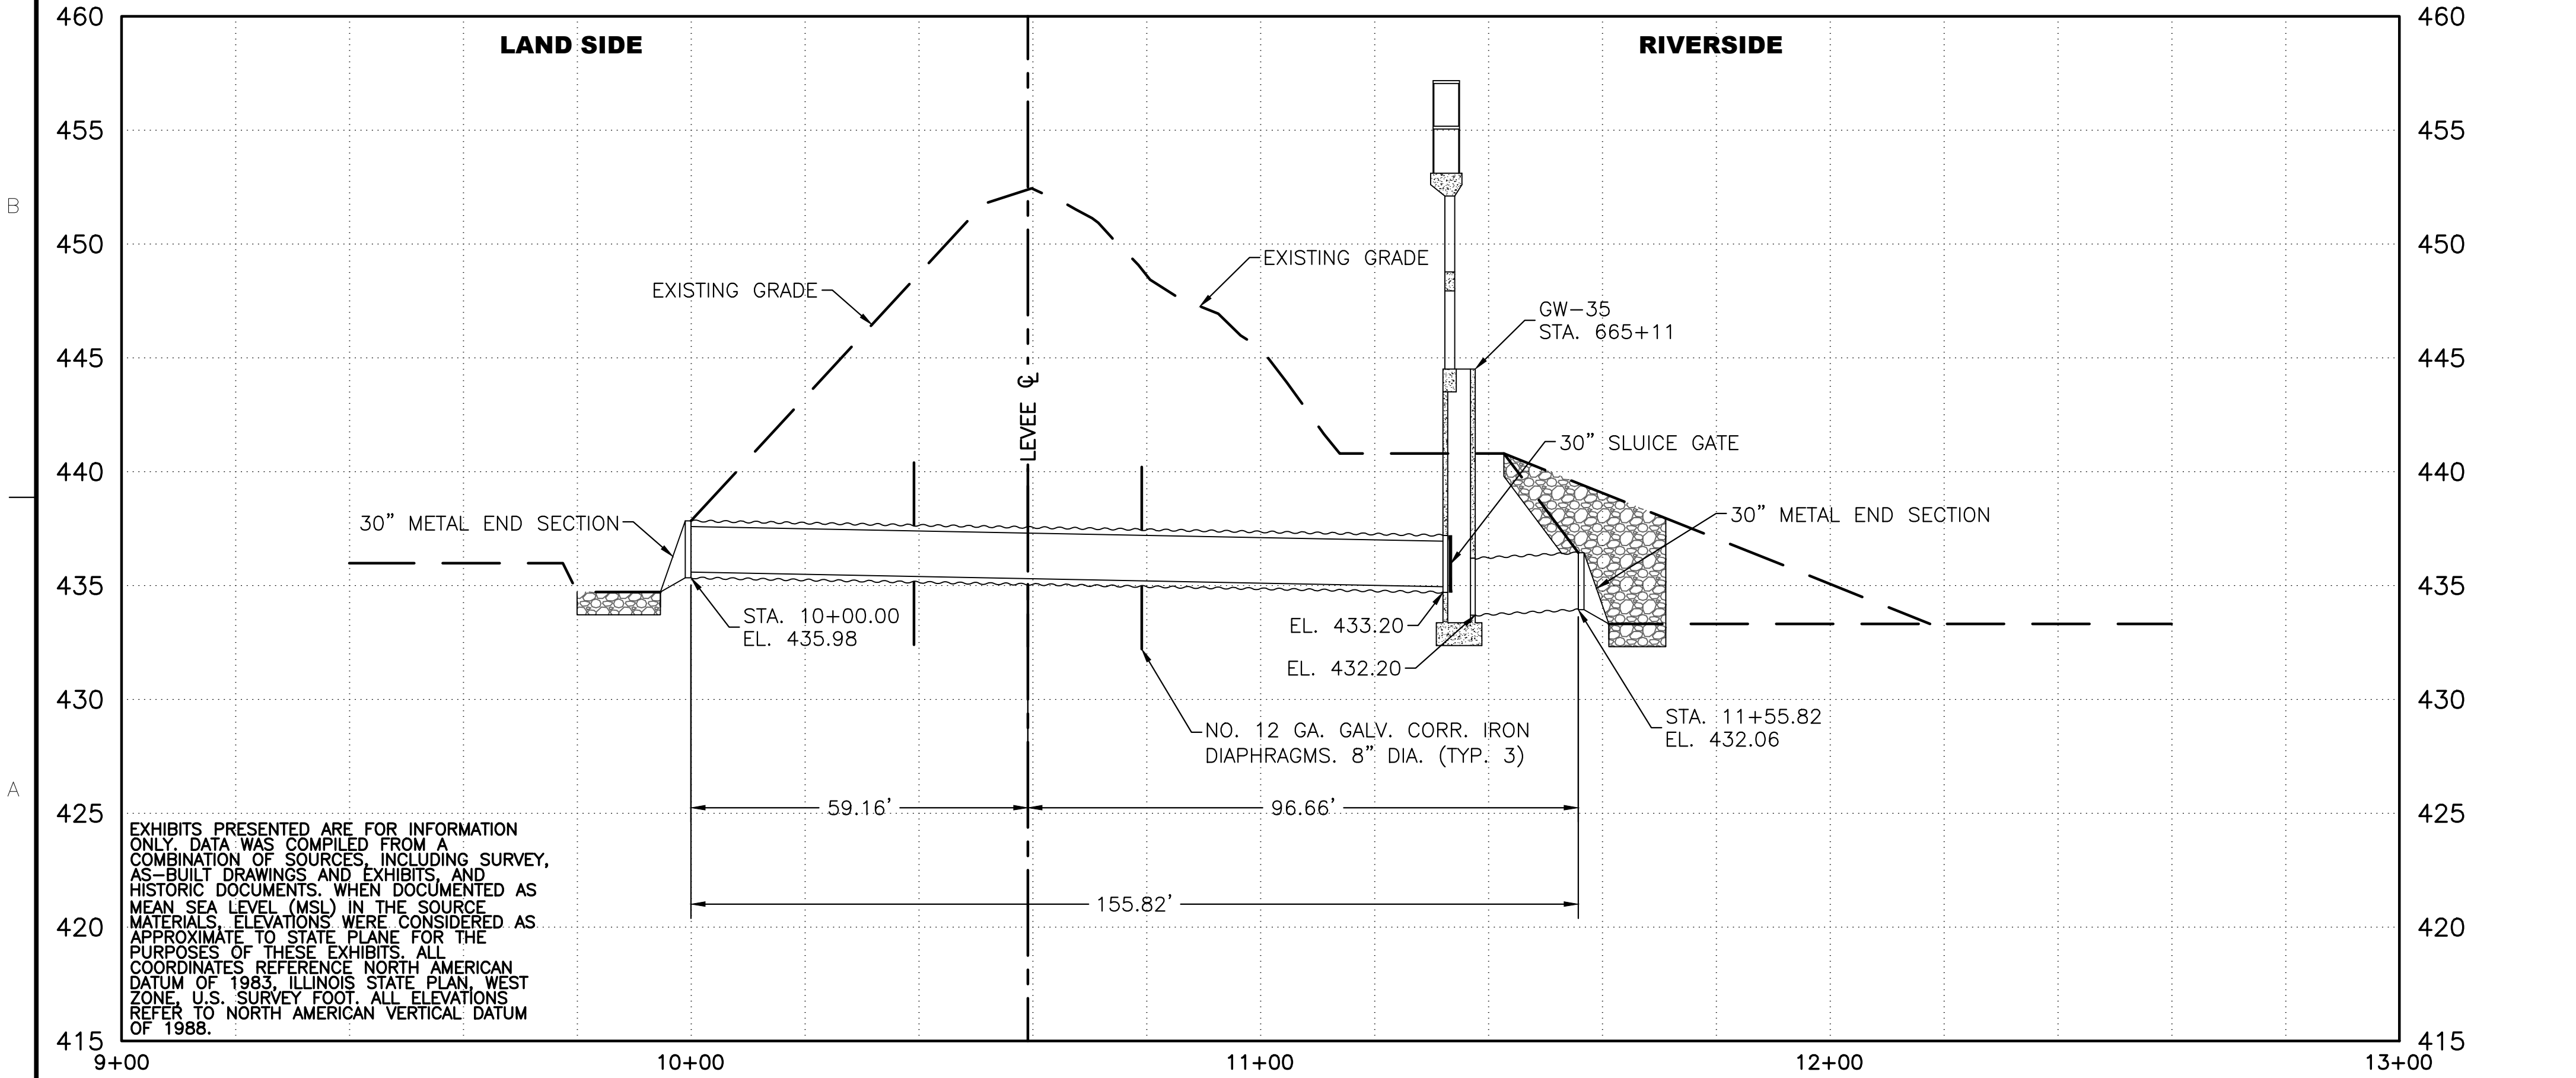 460
460
LAND SIDE
RIVERSIDE
455
455
B
450
450
EXISTING GRADE
EXISTING GRADE
GW-35
STA. 665+11
445
445
LEVEE ℄
30" SLUICE GATE
440
440
30" METAL END SECTION
30" METAL END SECTION
435
435
STA. 10+00.00
EL. 435.98
EL. 433.20
EL. 432.20
430
430
STA. 11+55.82
EL. 432.06
NO. 12 GA. GALV. CORR. IRON
DIAPHRAGMS. 8" DIA. (TYP. 3)
A
59.16'
96.66'
425
425
EXHIBITS PRESENTED ARE FOR INFORMATION
ONLY. DATA WAS COMPILED FROM A
COMBINATION OF SOURCES, INCLUDING SURVEY,
AS-BUILT DRAWINGS AND EXHIBITS, AND
HISTORIC DOCUMENTS. WHEN DOCUMENTED AS
MEAN SEA LEVEL (MSL) IN THE SOURCE
MATERIALS, ELEVATIONS WERE CONSIDERED AS
APPROXIMATE TO STATE PLANE FOR THE
PURPOSES OF THESE EXHIBITS. ALL
COORDINATES REFERENCE NORTH AMERICAN
DATUM OF 1983, ILLINOIS STATE PLAN, WEST
ZONE, U.S. SURVEY FOOT. ALL ELEVATIONS
REFER TO NORTH AMERICAN VERTICAL DATUM
OF 1988.
155.82'
420
420
415
415
9+00
10+00
11+00
12+00
13+00